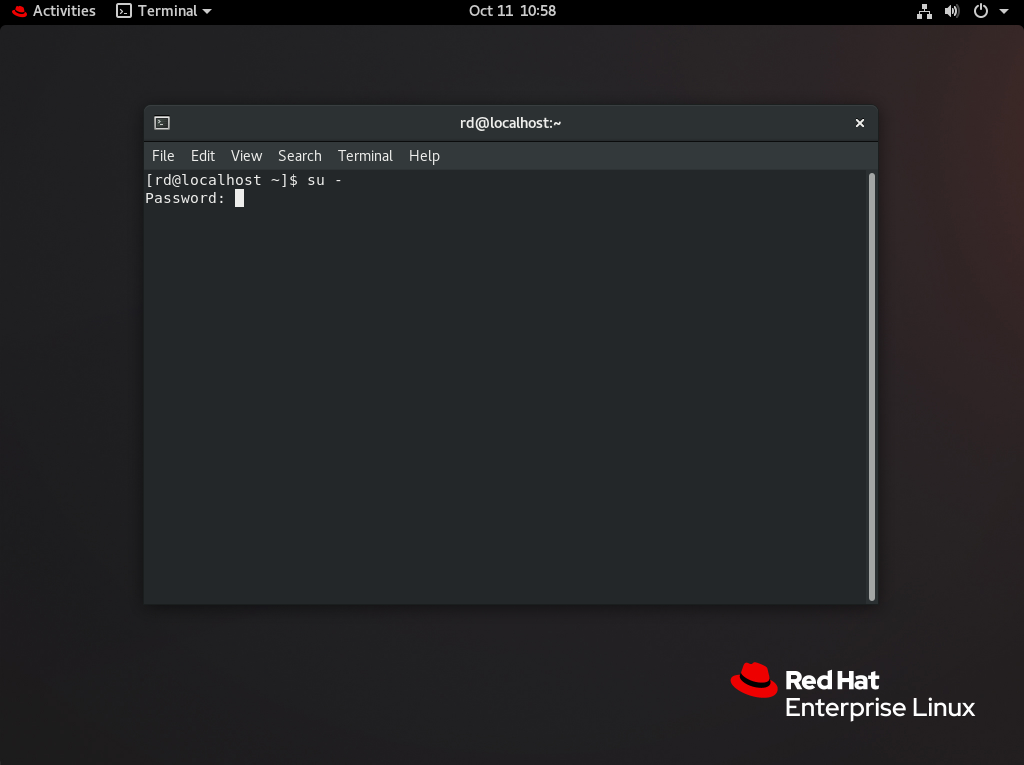 Activities Terminal Oct 11 10:58
rd@localhost:~
File Edit View Search Terminal Help
[rd@localhost ~]$ su -
Password:
Red Hat
Enterprise Linux